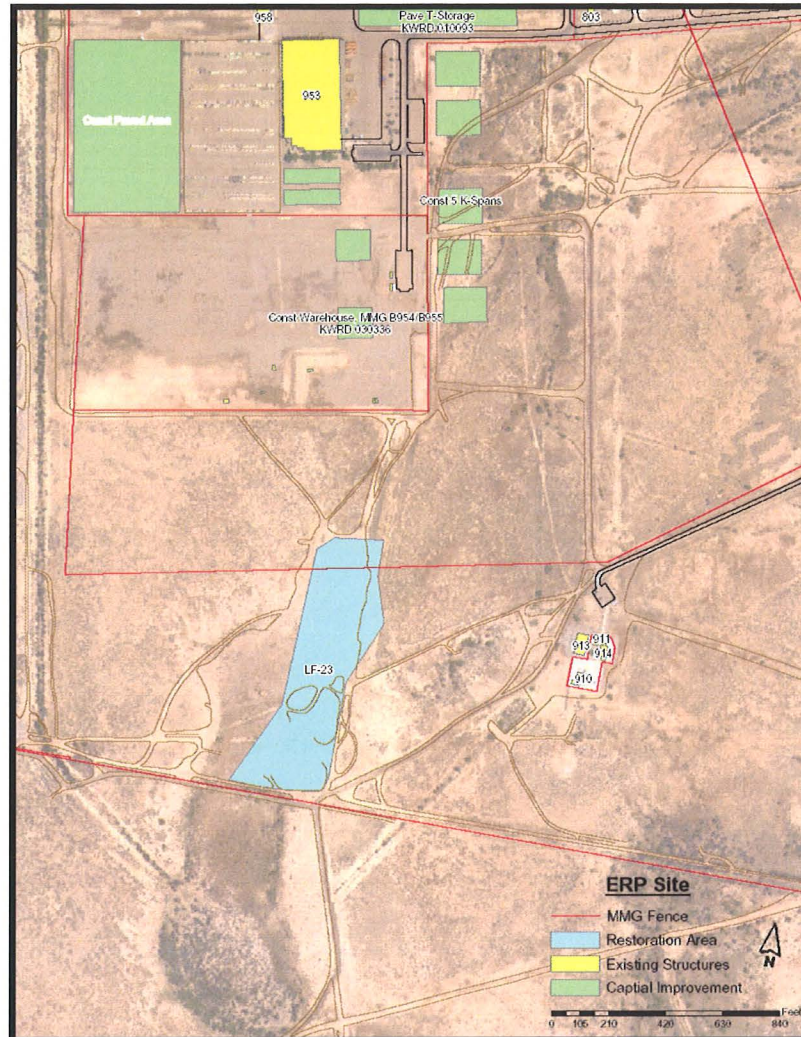 958
Pave T-Storage
KWRD 010093
803
953
Const Paved Area
Const 5 K-Spans
Const Warehouse, MMG B954/B955
KWRD 030336
LF-23
911
913
914
910
ERP Site
MMG Fence
Restoration Area
Existing Structures
Captial Improvement
N
Feet
0 105 210 420 630 840